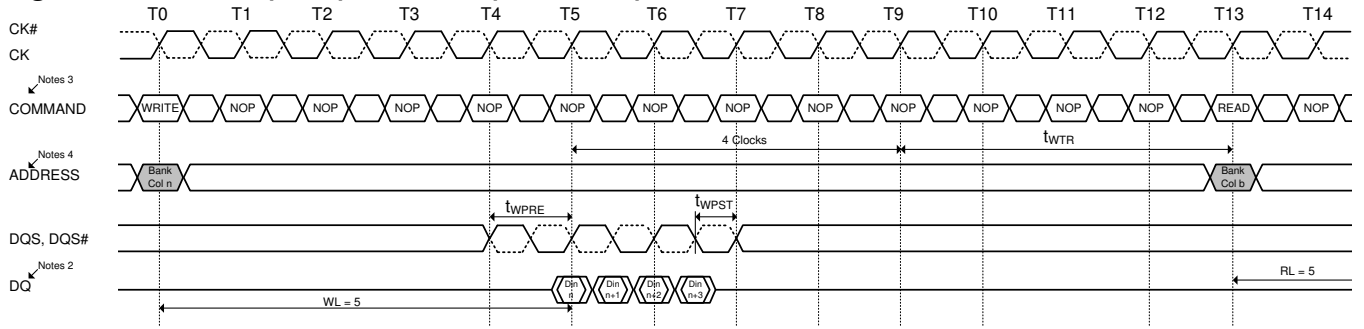 T0 T1 T2 T3 T4 T5 T6 T7 T8 T9 T10 T11 T12 T13 T14
CK#
CK
Notes 3
COMMAND WRITE NOP NOP NOP NOP NOP NOP NOP NOP NOP NOP NOP NOP READ NOP
4 Clocks tWTR
Notes 4
ADDRESS Bank Col n Bank Col b
tWPRE tWPST
DQS, DQS#
Notes 2
DQ Din n Din n+1 Din n+2 Din n+3
RL = 5
WL = 5